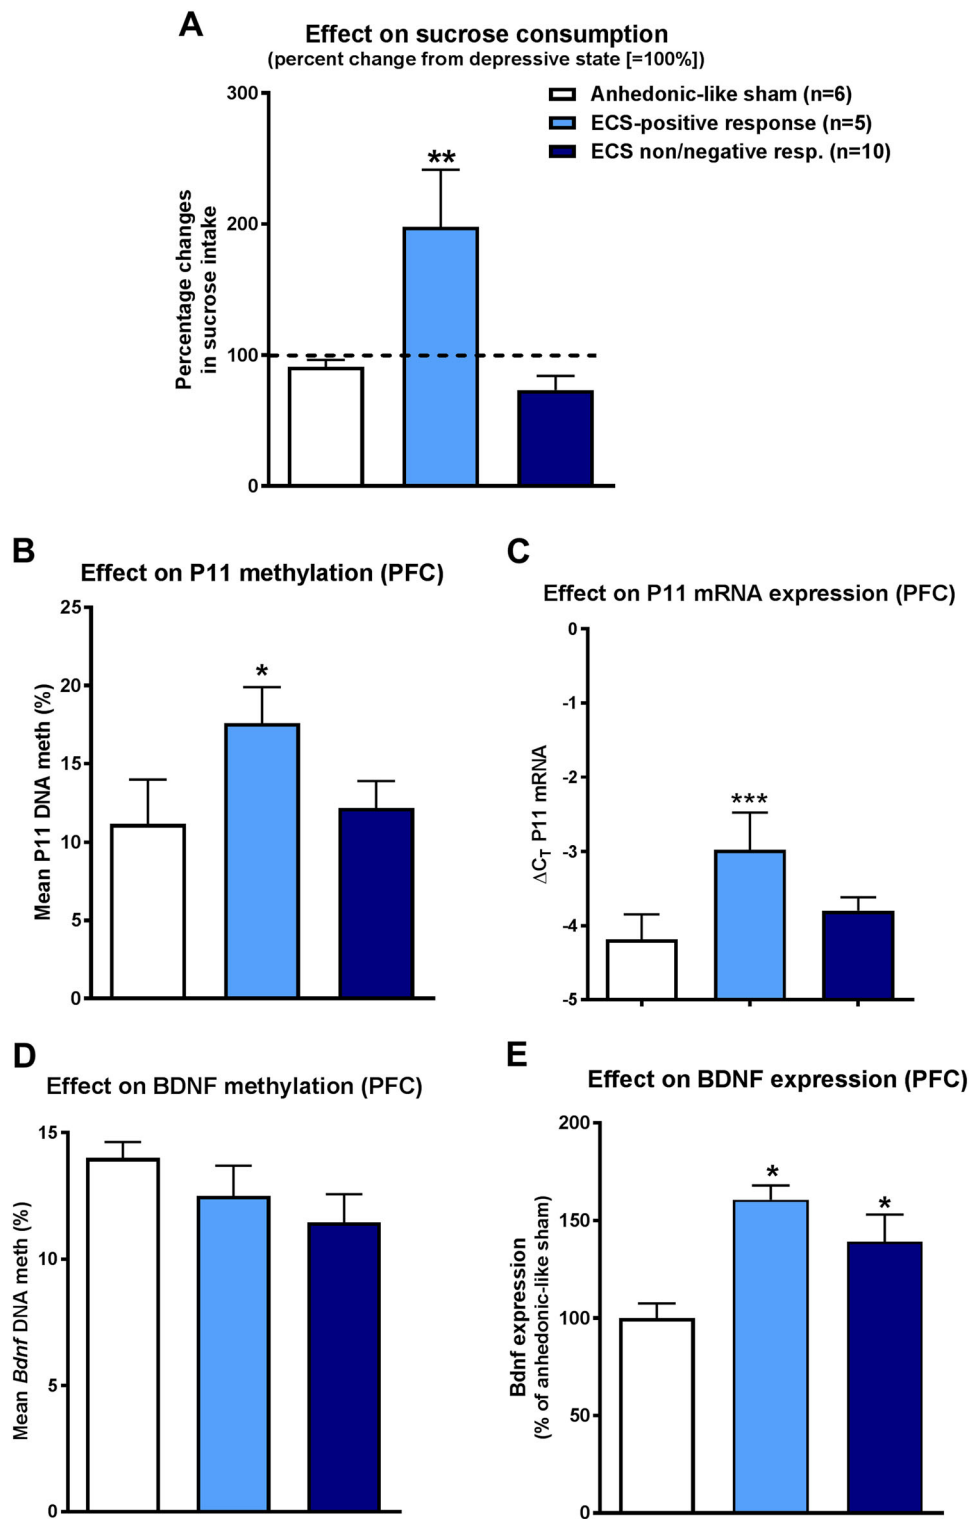 A
Effect on sucrose consumption
(percent change from depressive state [=100%])
Anhedonic-like sham (n=6)
ECS-positive response (n=5)
ECS non/negative resp. (n=10)
Percentage changes
in sucrose intake
300
200
100
0
**
B
Effect on P11 methylation (PFC)
Mean P11 DNA meth (%)
25
20
15
10
5
0
*
C
Effect on P11 mRNA expression (PFC)
ΔCT P11 mRNA
0
-1
-2
-3
-4
-5
***
D
Effect on BDNF methylation (PFC)
Mean Bdnf DNA meth (%)
15
10
5
0
E
Effect on BDNF expression (PFC)
Bdnf expression
(% of anhedonic-like sham)
200
150
100
50
0
*
*